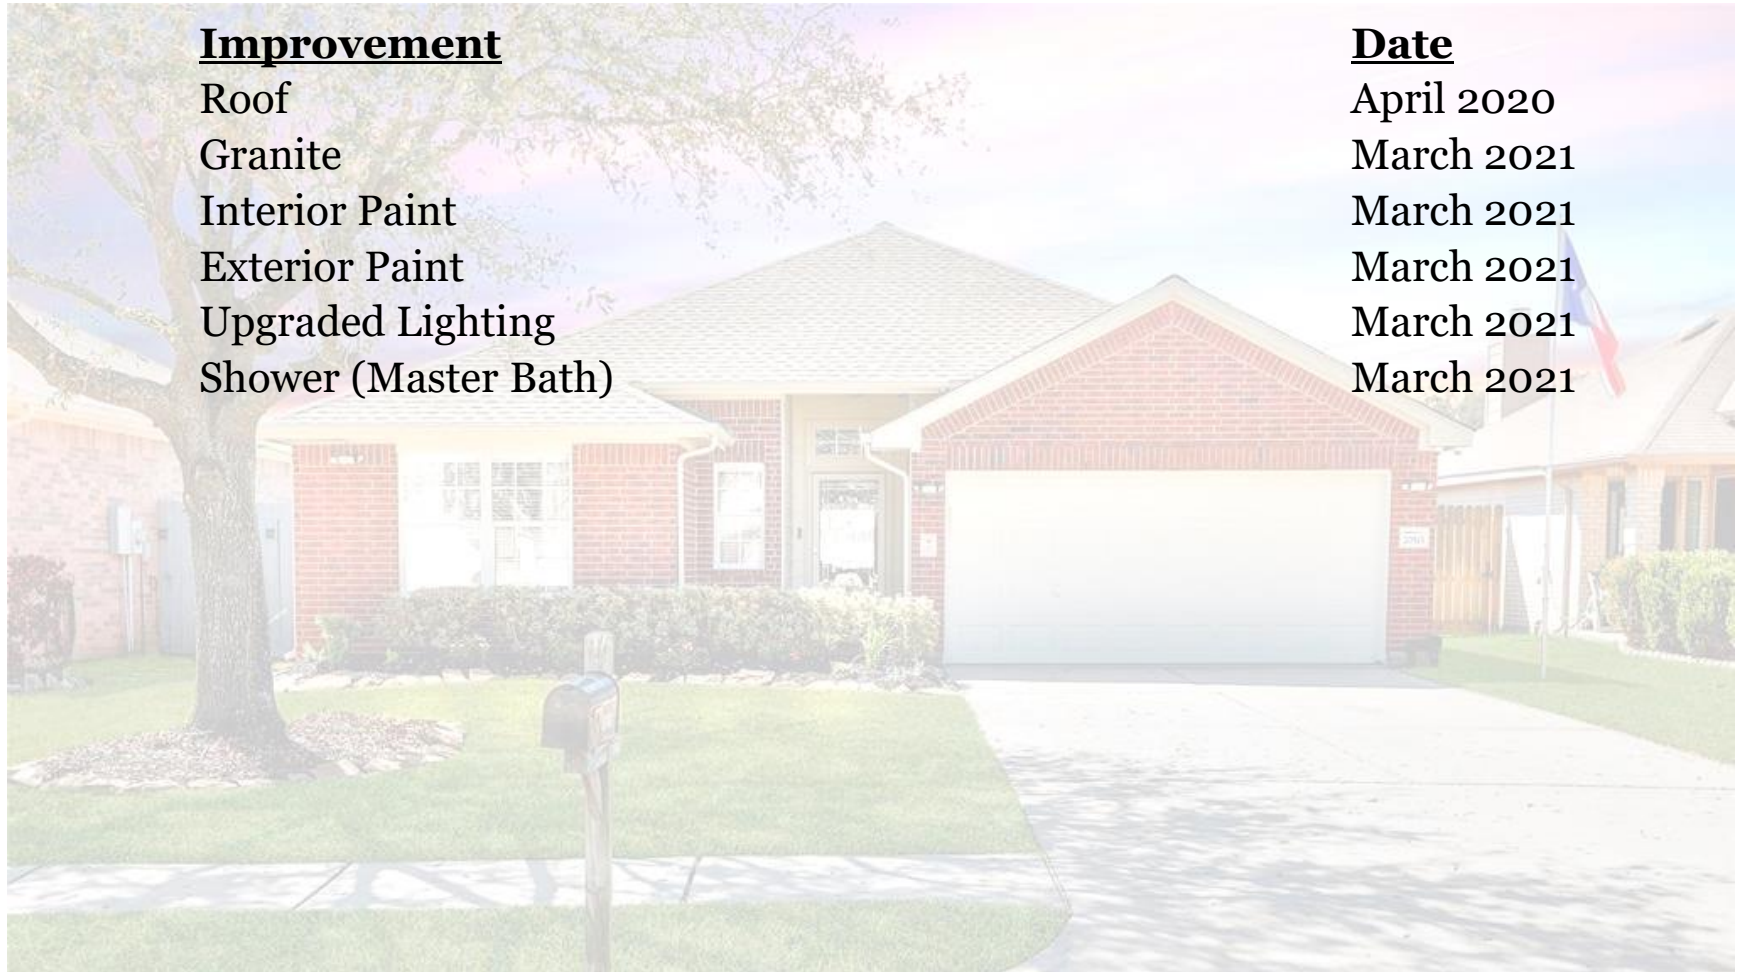 Improvement Date
Roof April 2020
Granite March 2021
Interior Paint March 2021
Exterior Paint March 2021
Upgraded Lighting March 2021
Shower (Master Bath) March 2021